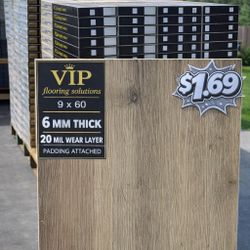 VIP
flooring solutions
9 x 60
6 MM THICK
20 MIL WEAR LAYER
PADDING ATTACHED
$1.69